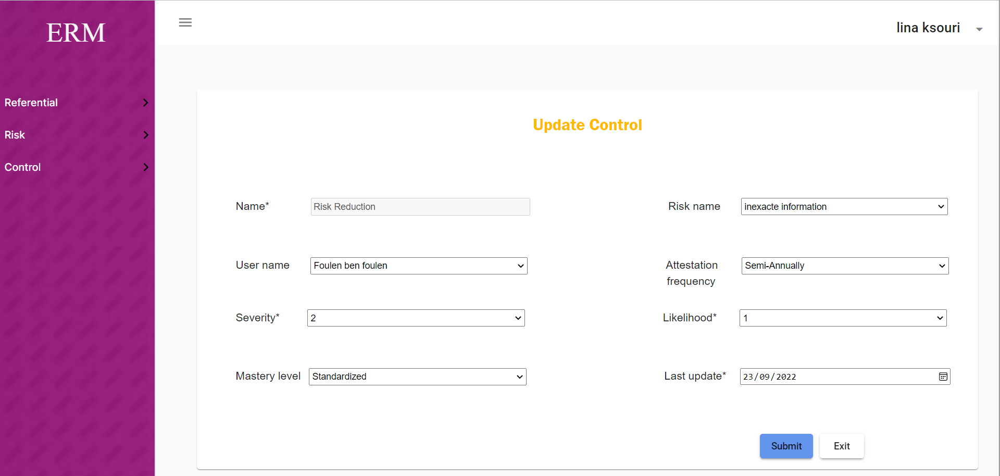 ERM
lina ksouri
Referential
Risk
Control
Update Control
Name* Risk Reduction
Risk name inexacte information
User name Foulen ben foulen
Attestation frequency Semi-Annually
Severity* 2
Likelihood* 1
Mastery level Standardized
Last update* 23/09/2022
Submit Exit